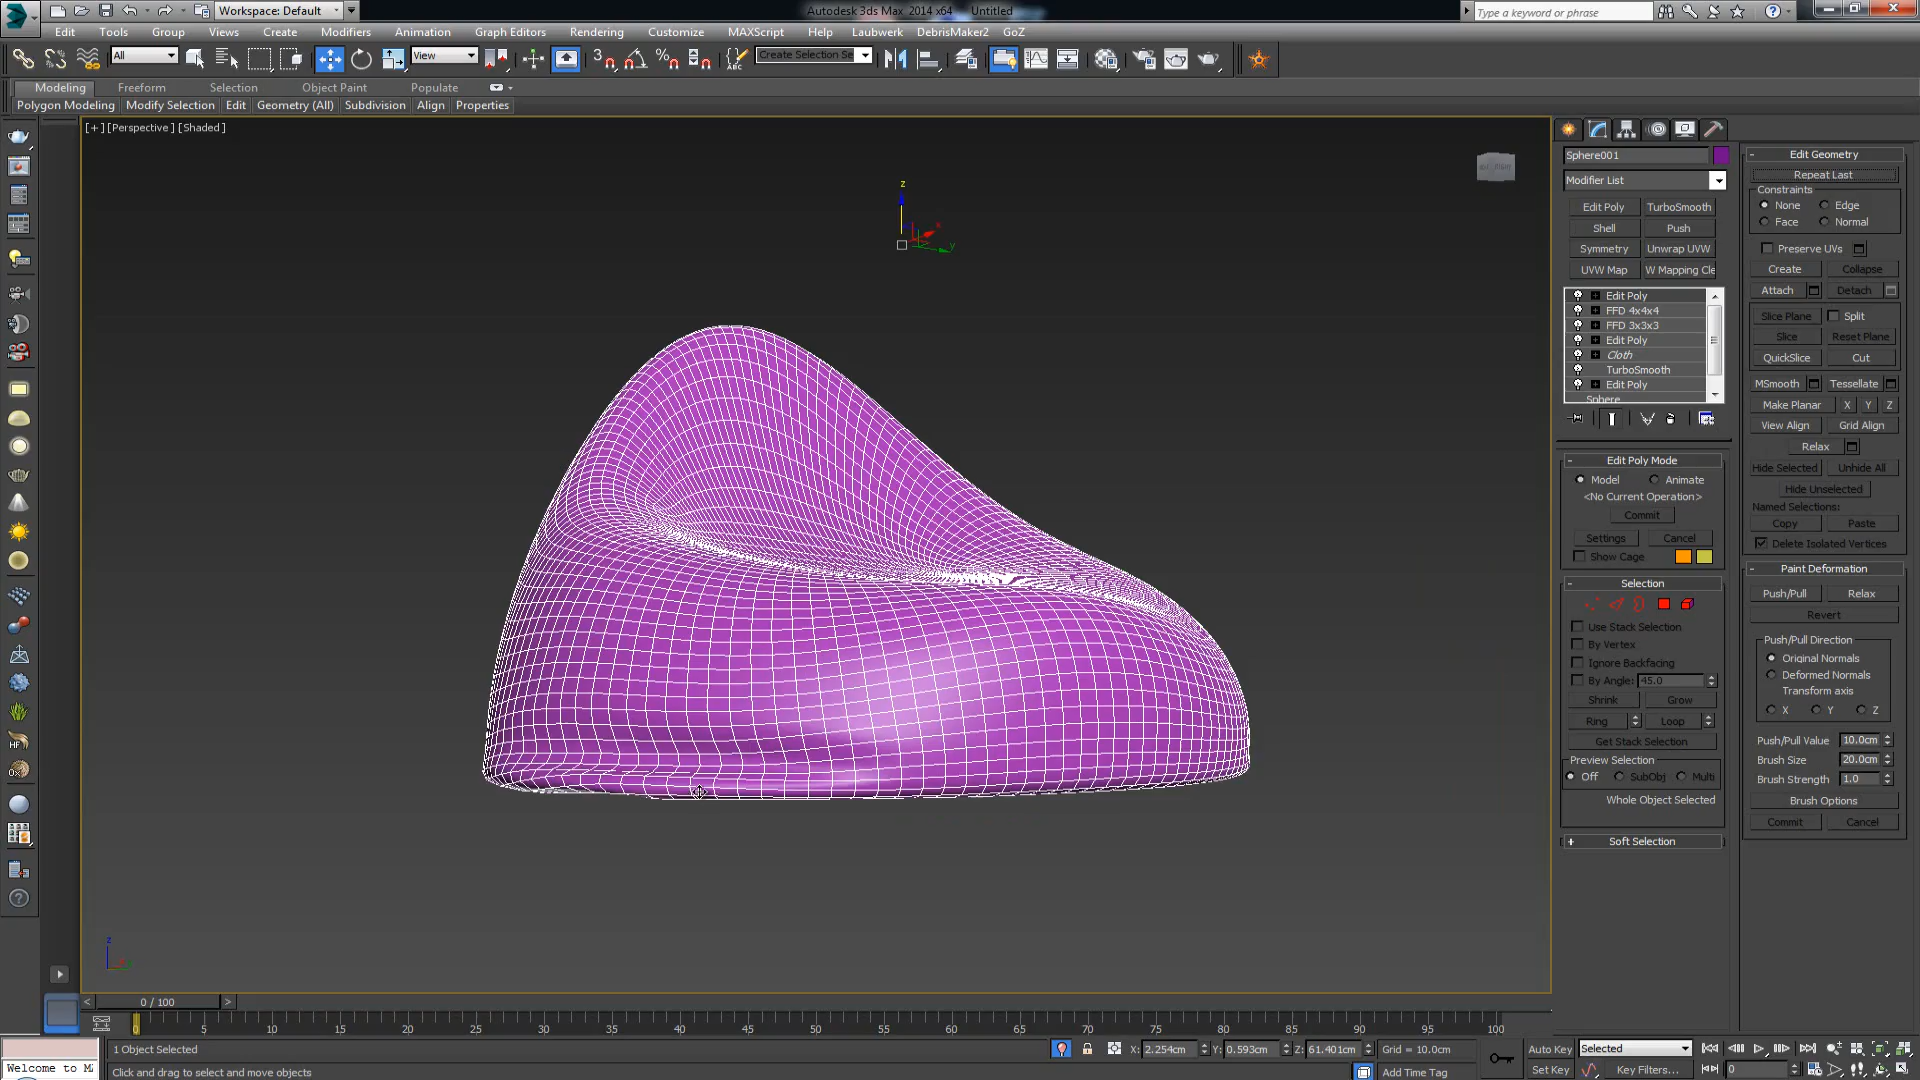 Workspace: Default
Autodesk 3ds Max 2014 x64 Untitled
Type a keyword or phrase
Edit Tools Group Views Create Modifiers Animation Graph Editors Rendering Customize MAXScript Help Laubwerk DebrisMaker2 GoZ
All View Create Selection Se
Modeling Freeform Selection Object Paint Populate
Polygon Modeling Modify Selection Edit Geometry (All) Subdivision Align Properties
[+] [Perspective] [Shaded]
z
x
y
Sphere001
Modifier List
Edit Poly TurboSmooth
Shell Push
Symmetry Unwrap UVW
UVW Map W Mapping Cle
Edit Poly
FFD 4x4x4
FFD 3x3x3
Edit Poly
Cloth
TurboSmooth
Edit Poly
Sphere
Edit Poly Mode
Model Animate
<No Current Operation>
Commit
Settings Cancel
Show Cage
Selection
Use Stack Selection
By Vertex
Ignore Backfacing
By Angle: 45.0
Shrink Grow
Ring Loop
Get Stack Selection
Preview Selection
Off SubObj Multi
Whole Object Selected
Soft Selection
Edit Geometry
Repeat Last
Constraints
None Edge
Face Normal
Preserve UVs
Create Collapse
Attach Detach
Slice Plane Split
Slice Reset Plane
QuickSlice Cut
MSmooth Tessellate
Make Planar X Y Z
View Align Grid Align
Relax
Hide Selected Unhide All
Hide Unselected
Named Selections:
Copy Paste
Delete Isolated Vertices
Paint Deformation
Push/Pull Relax
Revert
Push/Pull Direction
Original Normals
Deformed Normals
Transform axis
X Y Z
Push/Pull Value 10.0cm
Brush Size 20.0cm
Brush Strength 1.0
Brush Options
Commit Cancel
z
0 / 100
0 5 10 15 20 25 30 35 40 45 50 55 60 65 70 75 80 85 90 95 100
1 Object Selected X: 2.254cm Y: 0.593cm Z: 61.401cm Grid = 10.0cm Auto Key Selected
Welcome to MA Click and drag to select and move objects Add Time Tag Set Key Key Filters... 0